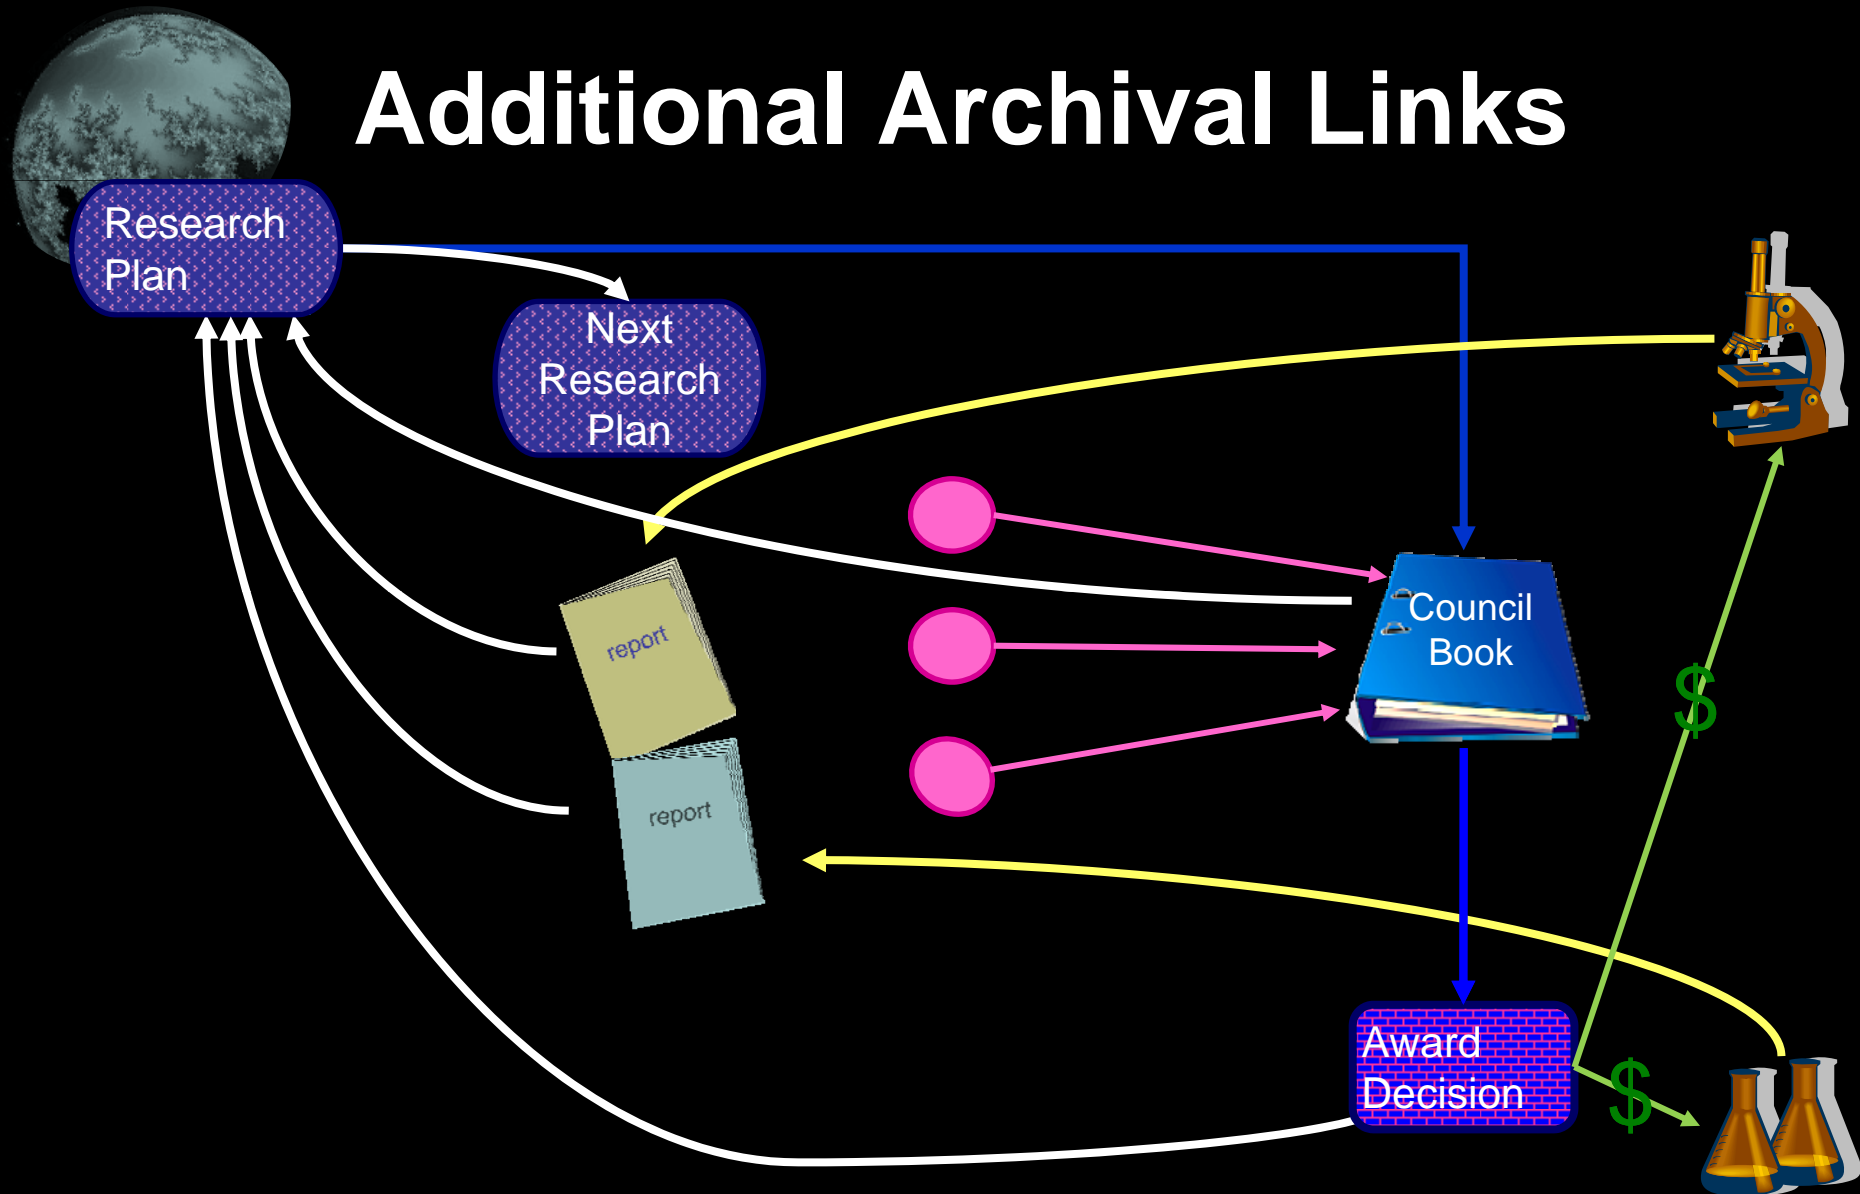 Additional Archival Links
Research
Plan
Next
Research
Plan
Council
Book
report
report
$
Award
Decision
$